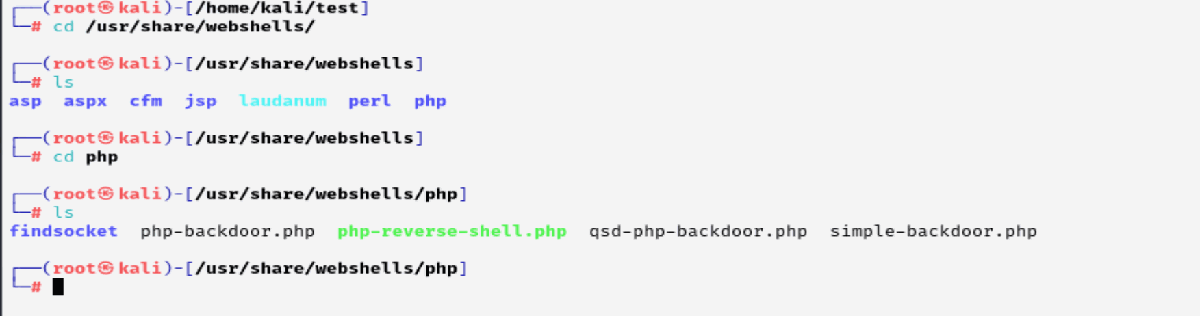 ┌──(root㉿kali)-[/home/kali/test]
└─# cd /usr/share/webshells/
┌──(root㉿kali)-[/usr/share/webshells]
└─# ls
asp  aspx  cfm  jsp  laudanum  perl  php
┌──(root㉿kali)-[/usr/share/webshells]
└─# cd php
┌──(root㉿kali)-[/usr/share/webshells/php]
└─# ls
findsocket  php-backdoor.php  php-reverse-shell.php  qsd-php-backdoor.php  simple-backdoor.php
┌──(root㉿kali)-[/usr/share/webshells/php]
└─#